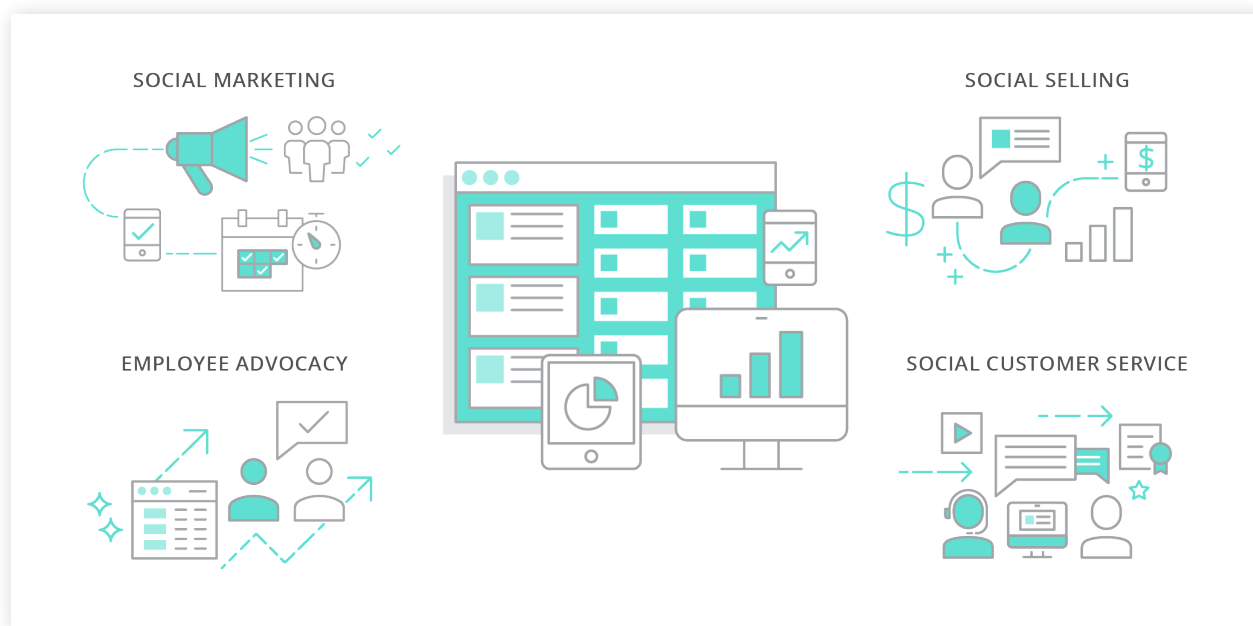 SOCIAL MARKETING
SOCIAL SELLING
$
$
EMPLOYEE ADVOCACY
SOCIAL CUSTOMER SERVICE